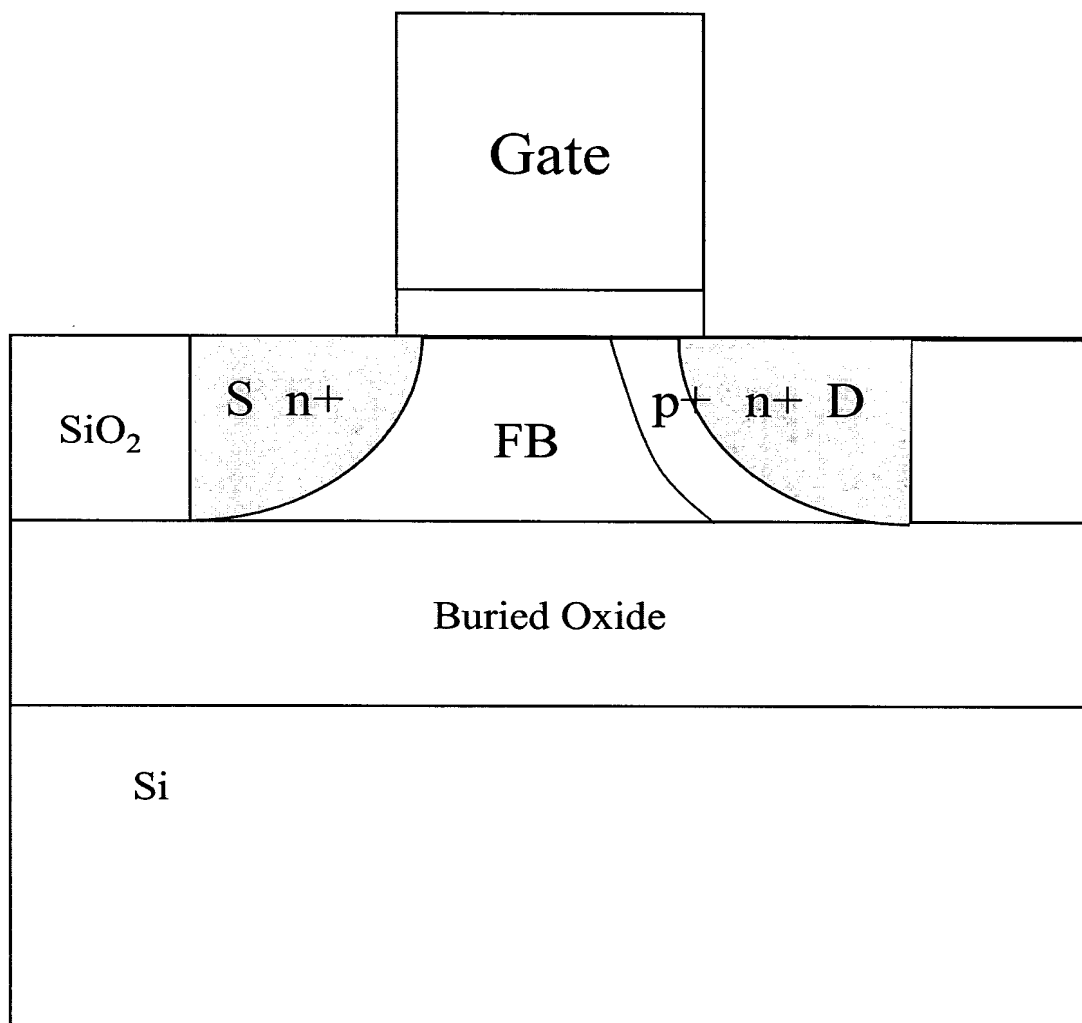 Gate
S n+
p+ n+ D
SiO₂
FB
Buried Oxide
Si